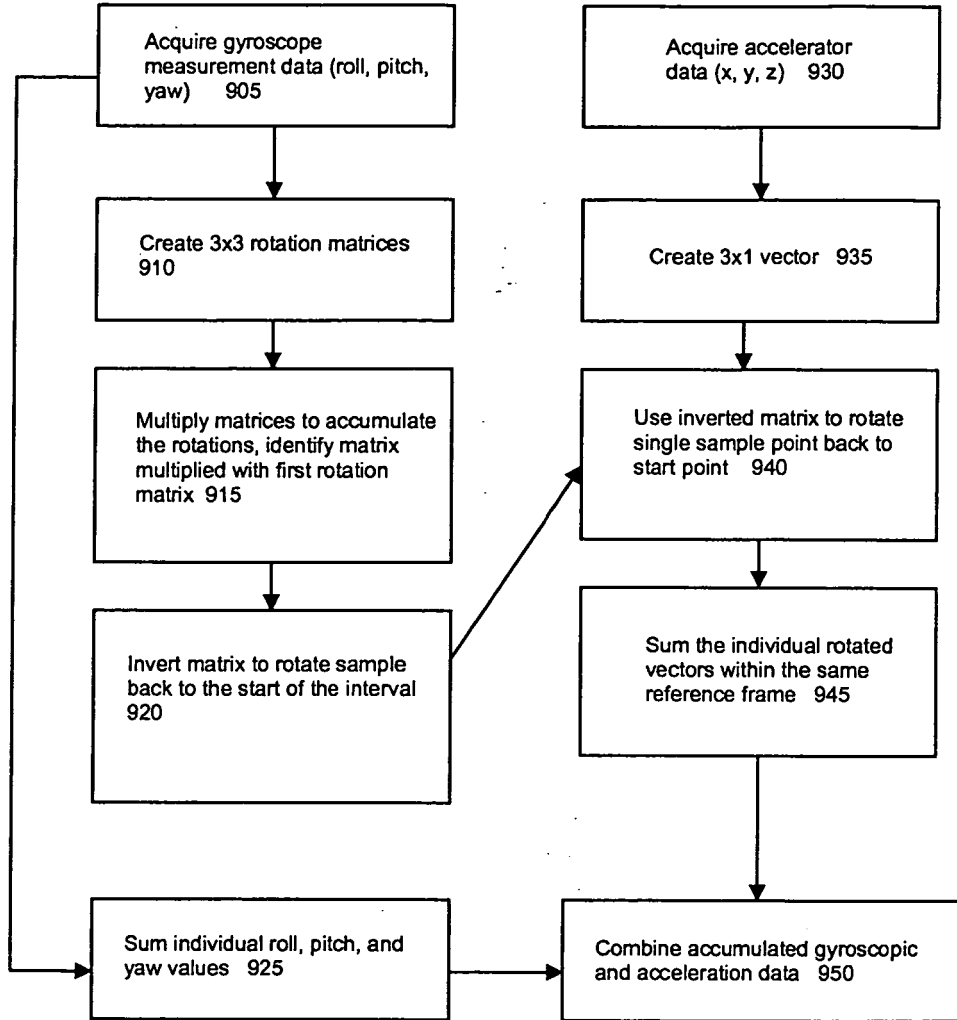 Acquire gyroscope
measurement data (roll, pitch,
yaw) 905
Create 3x3 rotation matrices
910
Multiply matrices to accumulate
the rotations, identify matrix
multiplied with first rotation
matrix 915
Invert matrix to rotate sample
back to the start of the interval
920
Sum individual roll, pitch, and
yaw values 925
Acquire accelerator
data (x, y, z) 930
Create 3x1 vector 935
Use inverted matrix to rotate
single sample point back to
start point 940
Sum the individual rotated
vectors within the same
reference frame 945
Combine accumulated gyroscopic
and acceleration data 950